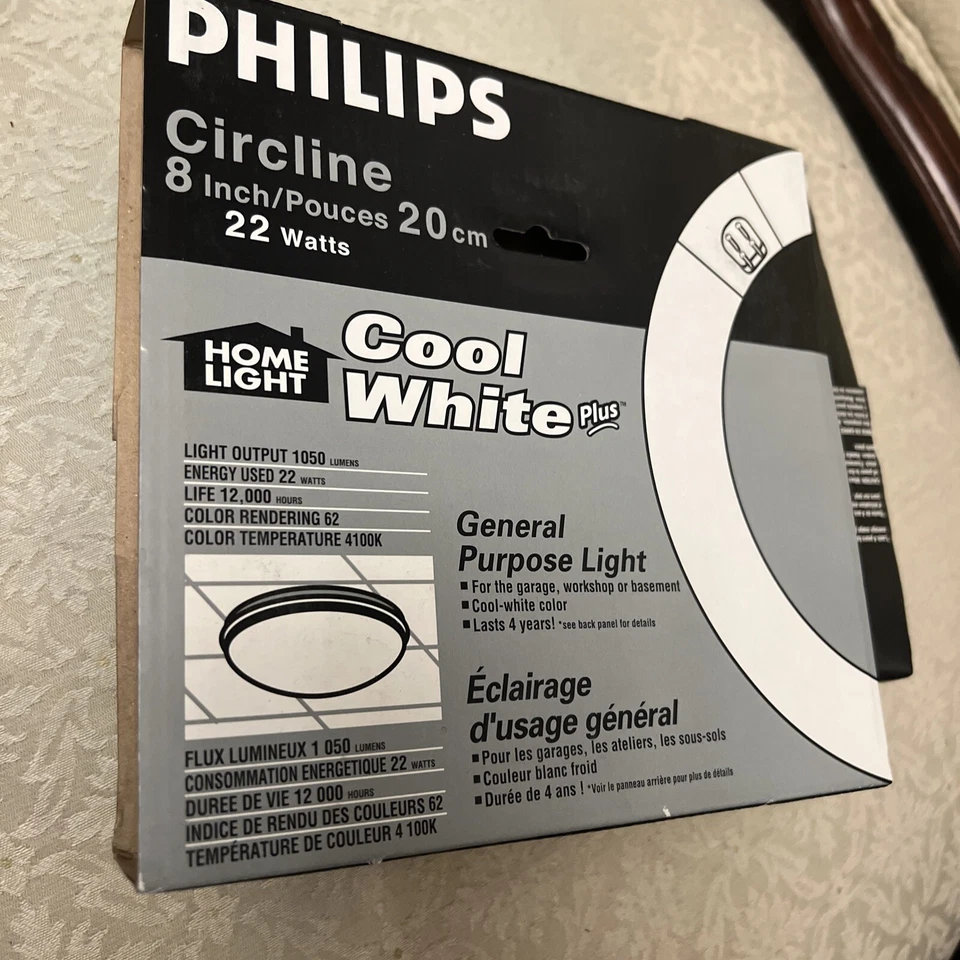 PHILIPS
Circline
8 Inch/Pouces 20 cm
22 Watts
HOME
LIGHT
Cool
White Plus™
LIGHT OUTPUT 1050 LUMENS
ENERGY USED 22 WATTS
LIFE 12,000 HOURS
COLOR RENDERING 62
COLOR TEMPERATURE 4100K
General
Purpose Light
■ For the garage, workshop or basement
■ Cool-white color
■ Lasts 4 years! *see back panel for details
Éclairage
d'usage général
■ Pour les garages, les ateliers, les sous-sols
■ Couleur blanc froid
■ Durée de 4 ans ! *Voir le panneau arrière pour plus de détails
FLUX LUMINEUX 1 050 LUMENS
CONSOMMATION ENERGETIQUE 22 WATTS
DUREE DE VIE 12 000 HOURS
INDICE DE RENDU DES COULEURS 62
TEMPÉRATURE DE COULEUR 4 100K